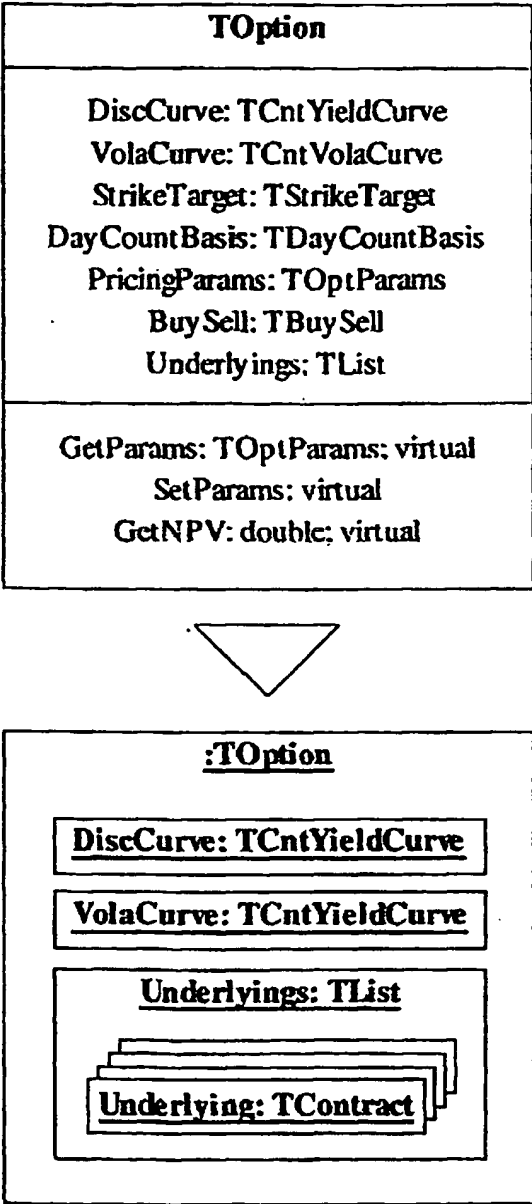 TOption
DiscCurve: TCntYieldCurve
VolaCurve: TCntVolaCurve
StrikeTarget: TStrikeTarget
DayCountBasis: TDayCountBasis
PricingParams: TOptParams
BuySell: TBuySell
Underlyings: TList
GetParams: TOptParams; virtual
SetParams: virtual
GetNPV: double; virtual
:TOption
DiscCurve: TCntYieldCurve
VolaCurve: TCntYieldCurve
Underlyings: TList
Underlying: TContract